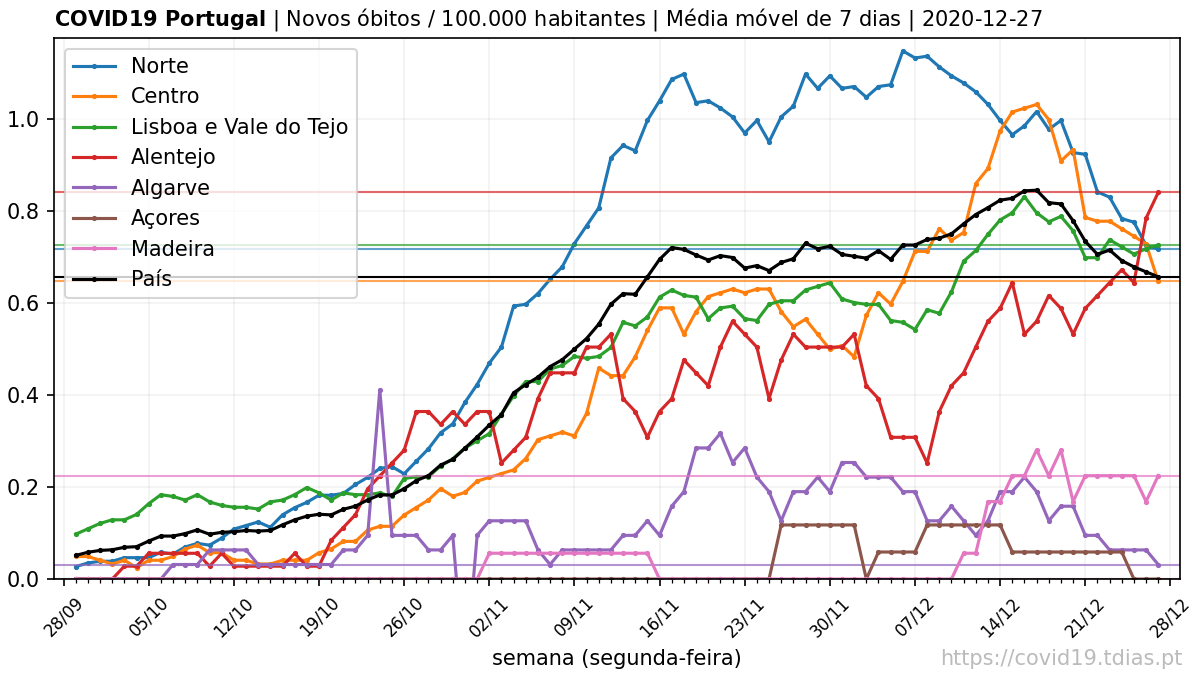 COVID19 Portugal | Novos óbitos / 100.000 habitantes | Média móvel de 7 dias | 2020-12-27
Norte
Centro
Lisboa e Vale do Tejo
Alentejo
Algarve
Açores
Madeira
País
1.0
0.8
0.6
0.4
0.2
0.0
28/09 05/10 12/10 19/10 26/10 02/11 09/11 16/11 23/11 30/11 07/12 14/12 21/12 28/12
semana (segunda-feira)
https://covid19.tdias.pt